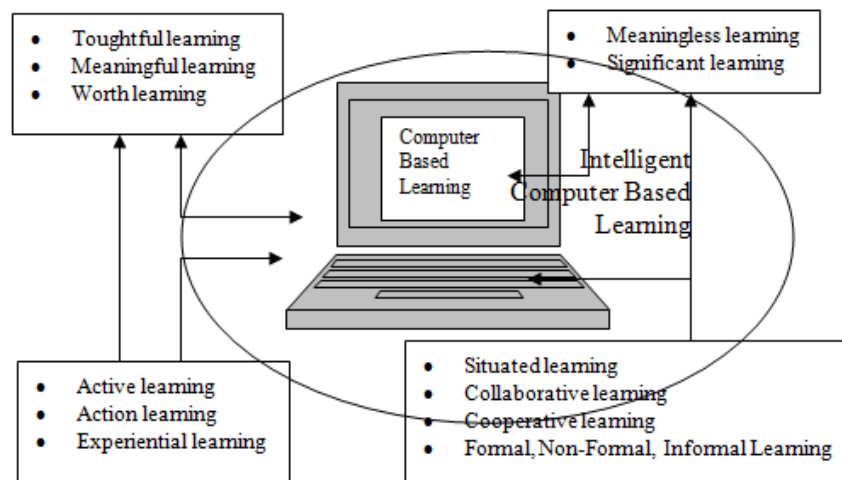 • Toughtful learning
• Meaningful learning
• Worth learning
• Meaningless learning
• Significant learning
Computer
Based
Learning
Intelligent
Computer Based
Learning
• Active learning
• Action learning
• Experiential learning
• Situated learning
• Collaborative learning
• Cooperative learning
• Formal, Non-Formal, Informal Learning